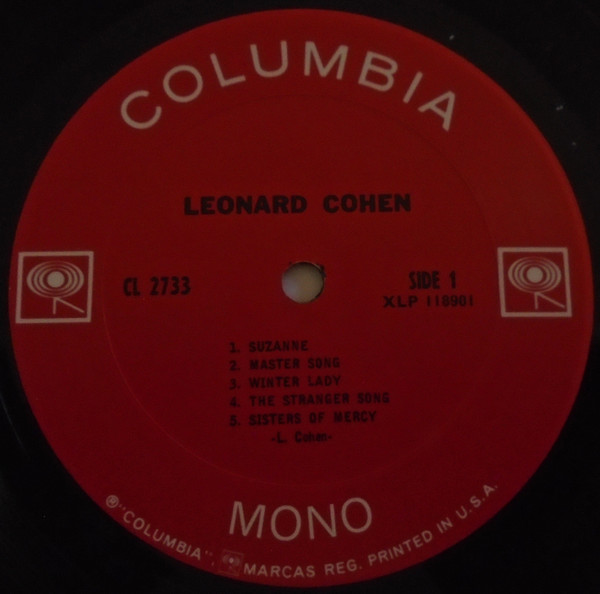 COLUMBIA
LEONARD COHEN
CL 2733
SIDE 1
XLP 118901
1. SUZANNE
2. MASTER SONG
3. WINTER LADY
4. THE STRANGER SONG
5. SISTERS OF MERCY
-L. Cohen-
MONO
®"COLUMBIA", MARCAS REG. PRINTED IN U.S.A.